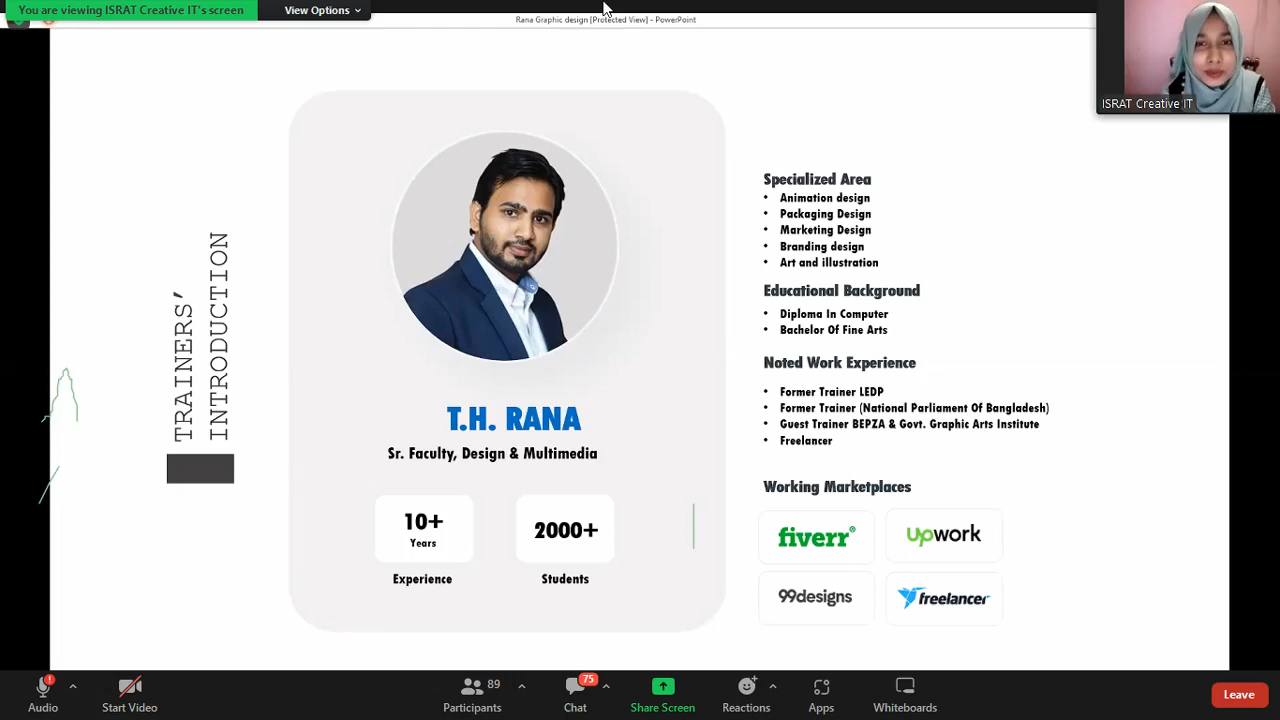 You are viewing ISRAT Creative IT's screen
View Options
Rana Graphic design [Protected View] - PowerPoint
ISRAT Creative IT
TRAINERS'
INTRODUCTION
T.H. RANA
Sr. Faculty, Design & Multimedia
10+
Years
Experience
2000+
Students
Specialized Area
• Animation design
• Packaging Design
• Marketing Design
• Branding design
• Art and illustration
Educational Background
• Diploma In Computer
• Bachelor Of Fine Arts
Noted Work Experience
• Former Trainer LEDP
• Former Trainer (National Parliament Of Bangladesh)
• Guest Trainer BEPZA & Govt. Graphic Arts Institute
• Freelancer
Working Marketplaces
fiverr®
upwork
99designs
freelancer
Audio
Start Video
89
Participants
75
Chat
Share Screen
Reactions
Apps
Whiteboards
Leave